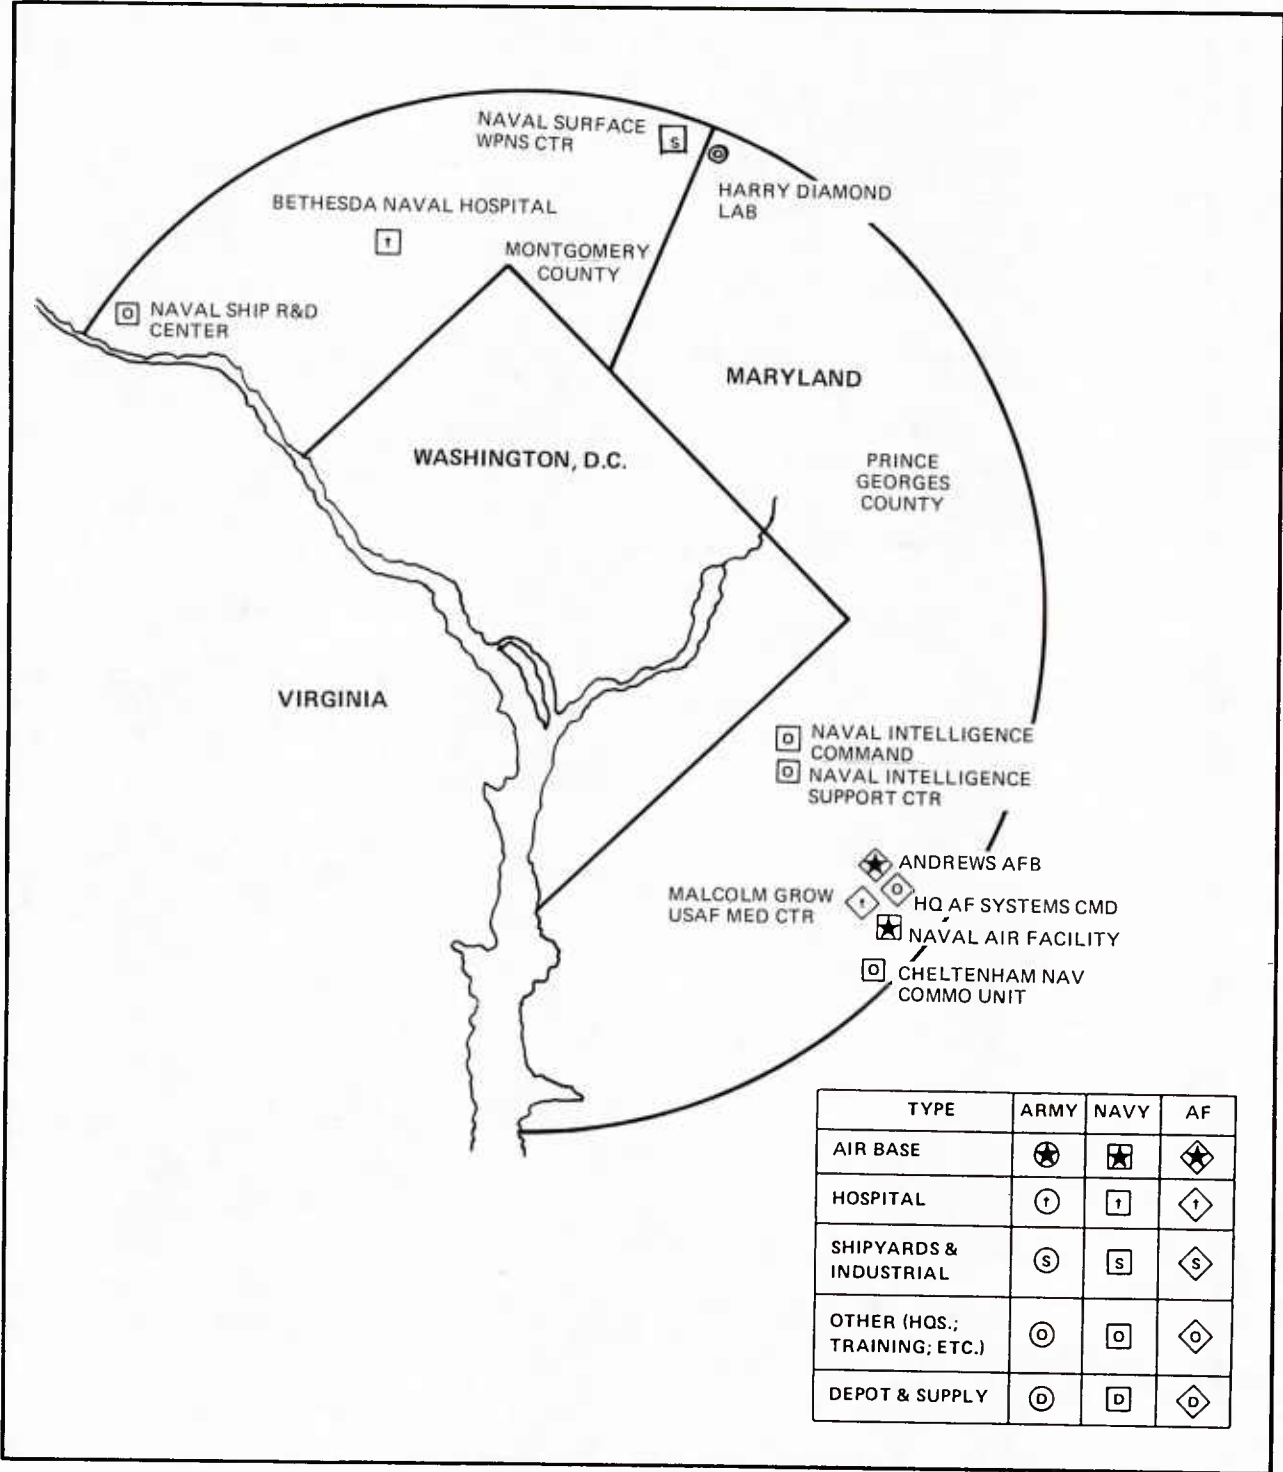 NAVAL SURFACE
WPNS CTR
S
O
HARRY DIAMOND
LAB
BETHESDA NAVAL HOSPITAL
MONTGOMERY
COUNTY
O
NAVAL SHIP R&D
CENTER
MARYLAND
WASHINGTON, D.C.
PRINCE
GEORGES
COUNTY
VIRGINIA
O
NAVAL INTELLIGENCE
COMMAND
O
NAVAL INTELLIGENCE
SUPPORT CTR
ANDREWS AFB
MALCOLM GROW
USAF MED CTR
O
HQ AF SYSTEMS CMD
NAVAL AIR FACILITY
O
CHELTENHAM NAV
COMMO UNIT
TYPE ARMY NAVY AF
AIR BASE
HOSPITAL
SHIPYARDS &
INDUSTRIAL
S S S
OTHER (HQS.;
TRAINING; ETC.)
O O O
DEPOT & SUPPLY D D D